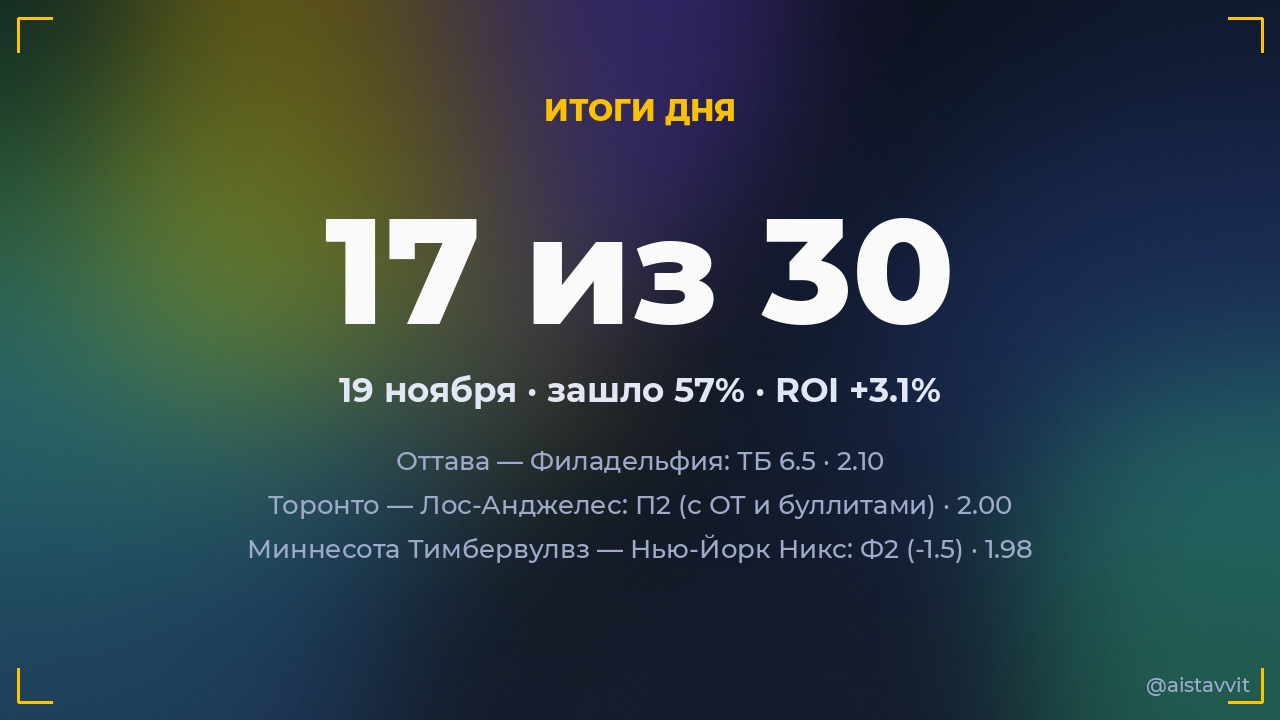 ИТОГИ ДНЯ
17 из 30
19 ноября · зашло 57% · ROI +3.1%
Оттава — Филадельфия: ТБ 6.5 · 2.10
Торонто — Лос-Анджелес: П2 (с ОТ и буллитами) · 2.00
Миннесота Тимбервулвз — Нью-Йорк Никс: Ф2 (-1.5) · 1.98
@aistavvit